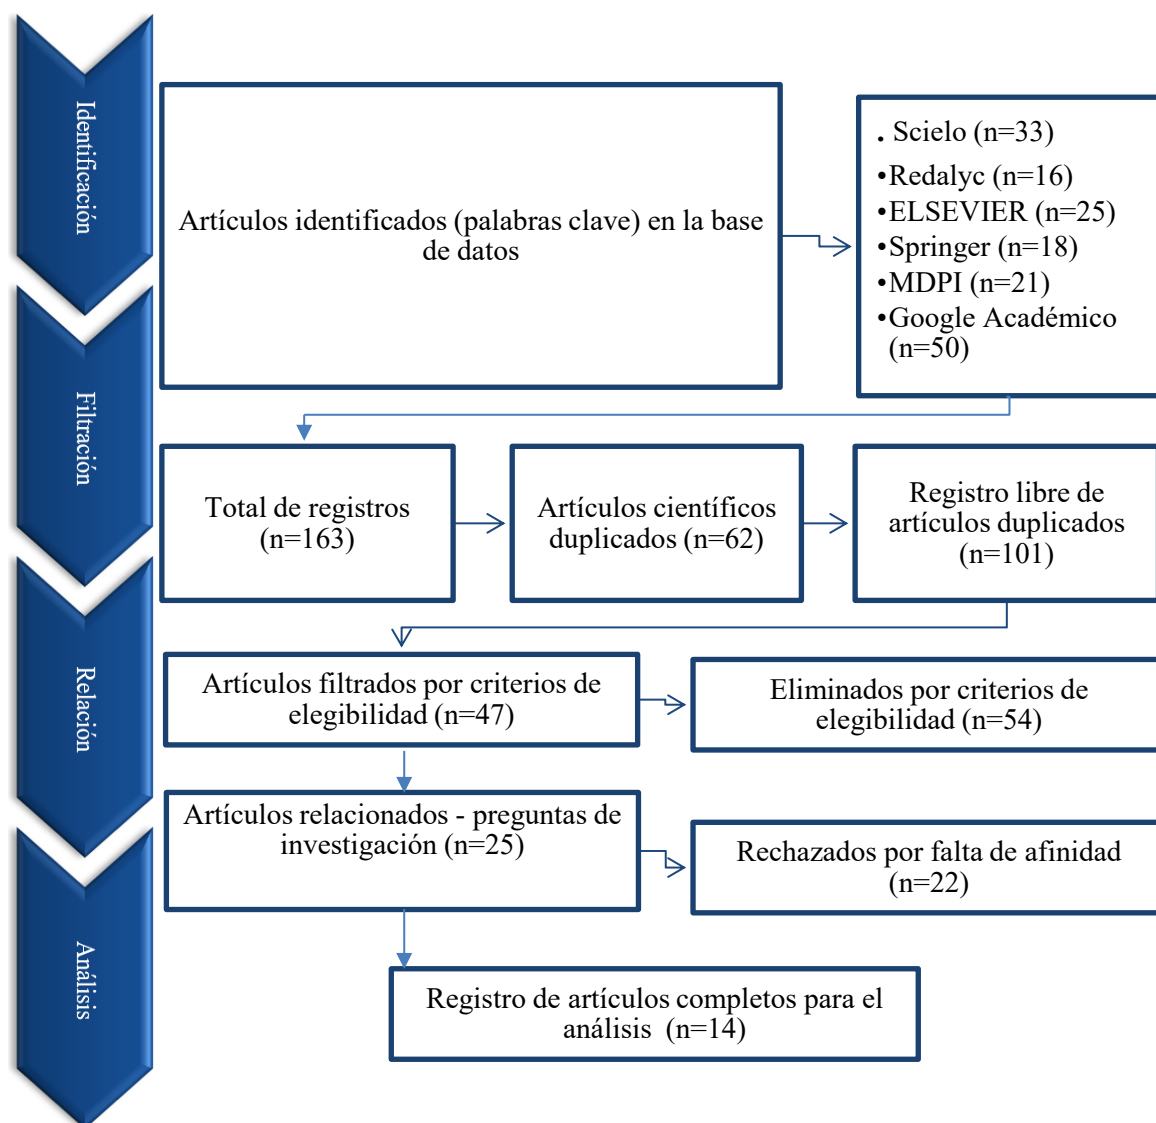 Identificación
Artículos identificados (palabras clave) en la base
de datos
. Scielo (n=33)
•Redalyc (n=16)
•ELSEVIER (n=25)
•Springer (n=18)
•MDPI (n=21)
•Google Académico
(n=50)
Filtración
Total de registros
(n=163)
Artículos científicos
duplicados (n=62)
Registro libre de
artículos duplicados
(n=101)
Relación
Artículos filtrados por criterios de
elegibilidad (n=47)
Eliminados por criterios de
elegibilidad (n=54)
Artículos relacionados - preguntas de
investigación (n=25)
Rechazados por falta de afinidad
(n=22)
Análisis
Registro de artículos completos para el
análisis (n=14)